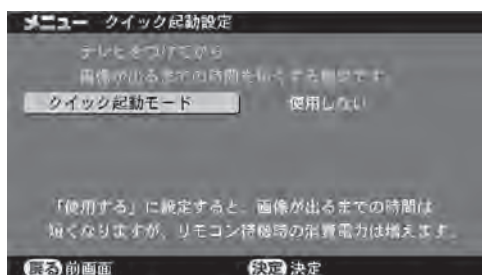 メニュー クイック起動設定
テレビをつけてから
画像が出るまでの時間を短くする機能です。
クイック起動モード 使用しない
「使用する」に設定すると、画像が出るまでの時間は
短くなりますが、リモコン待機時の消費電力は増えます。
戻る 前画面 決定 決定